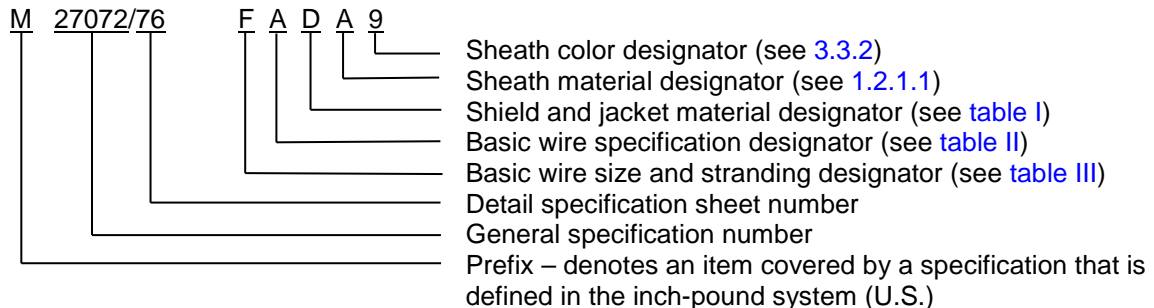 M 27072/76 F A D A 9
Sheath color designator (see 3.3.2)
Sheath material designator (see 1.2.1.1)
Shield and jacket material designator (see table I)
Basic wire specification designator (see table II)
Basic wire size and stranding designator (see table III)
Detail specification sheet number
General specification number
Prefix – denotes an item covered by a specification that is
defined in the inch-pound system (U.S.)